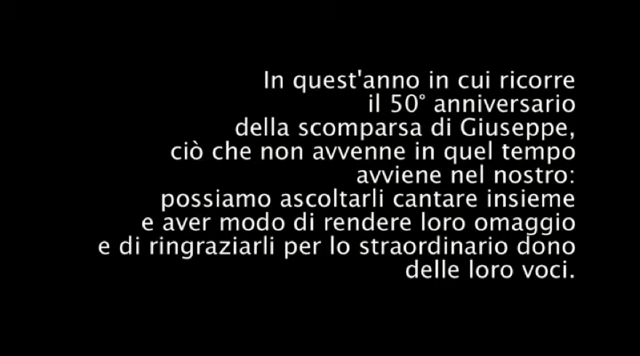 In quest'anno in cui ricorre
il 50° anniversario
della scomparsa di Giuseppe,
ciò che non avvenne in quel tempo
avviene nel nostro:
possiamo ascoltarli cantare insieme
e aver modo di rendere loro omaggio
e di ringraziarli per lo straordinario dono
delle loro voci.